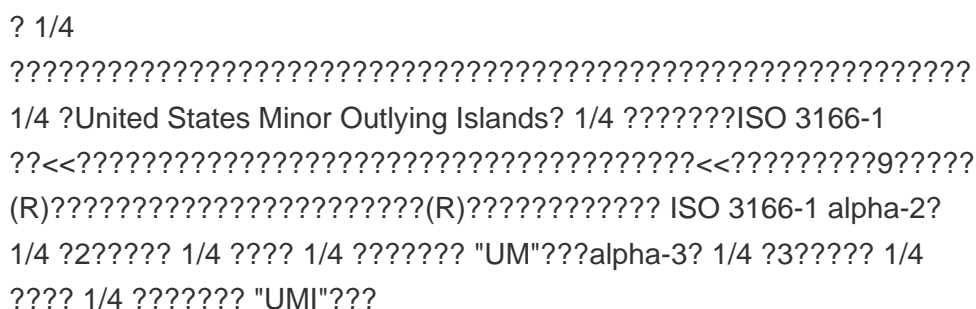 ? 1/4
???????????????????????????????????????????????????????????
1/4 ?United States Minor Outlying Islands? 1/4 ???????ISO 3166-1
??<<??????????????????????????????????????<<?????????9?????
(R)???????????????????????(R)???????????? ISO 3166-1 alpha-2?
1/4 ?2????? 1/4 ???? 1/4 ??????? "UM"???alpha-3? 1/4 ?3????? 1/4
???? 1/4 ??????? "UMI"???